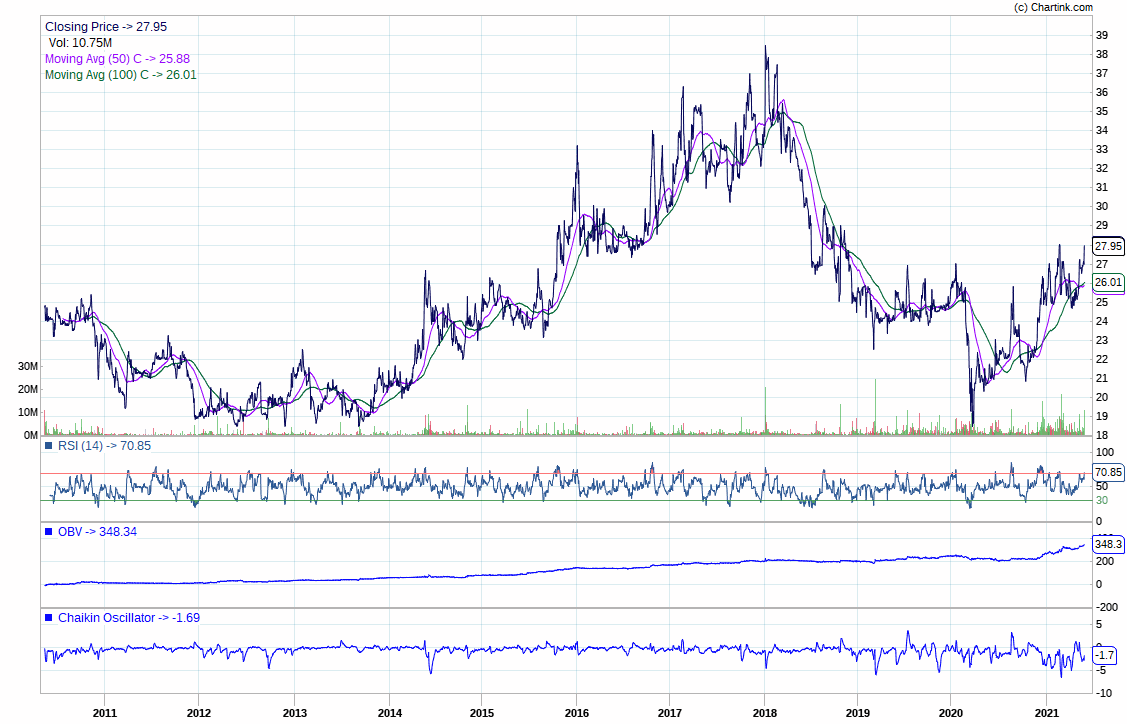 (c) Chartink.com
Closing Price -> 27.95
Vol: 10.75M
Moving Avg (50) C -> 25.88
Moving Avg (100) C -> 26.01
39
38
37
36
35
34
33
32
31
30
29
27.95
27
26.01
25
24
23
22
21
20
19
18
30M
20M
10M
0M
RSI (14) -> 70.85
100
70.85
50
30
0
OBV -> 348.34
348.3
200
0
-200
Chaikin Oscillator -> -1.69
5
-1.7
-5
-10
2011 2012 2013 2014 2015 2016 2017 2018 2019 2020 2021